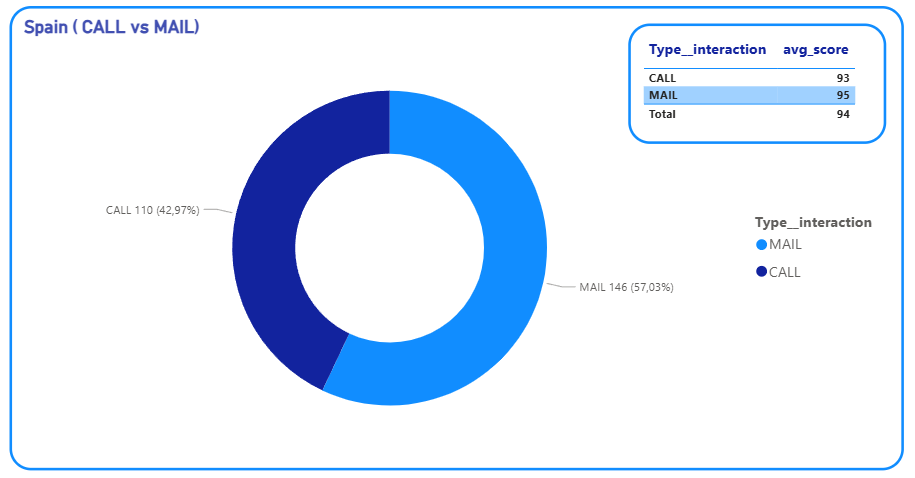 Spain ( CALL vs MAIL)
Type__interaction avg_score
CALL 93
MAIL 95
Total 94
CALL 110 (42,97%)
MAIL 146 (57,03%)
Type__interaction
MAIL
CALL